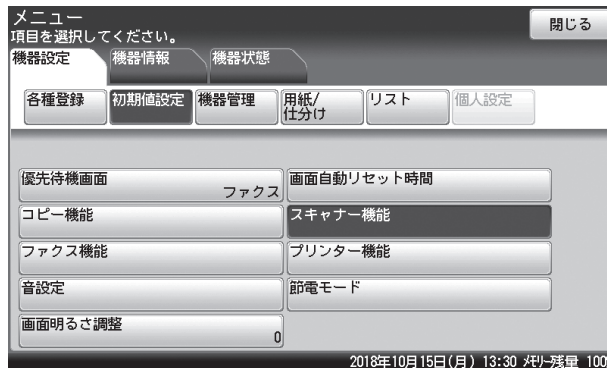 メニュー
項目を選択してください。
閉じる
機器設定 機器情報 機器状態
各種登録 初期値設定 機器管理 用紙/
仕分け リスト 個人設定
優先待機画面
ファクス
画面自動リセット時間
コピー機能 スキャナー機能
ファクス機能 プリンター機能
音設定 節電モード
画面明るさ調整
0
2018年10月15日(月) 13:30 メモリー残量 100